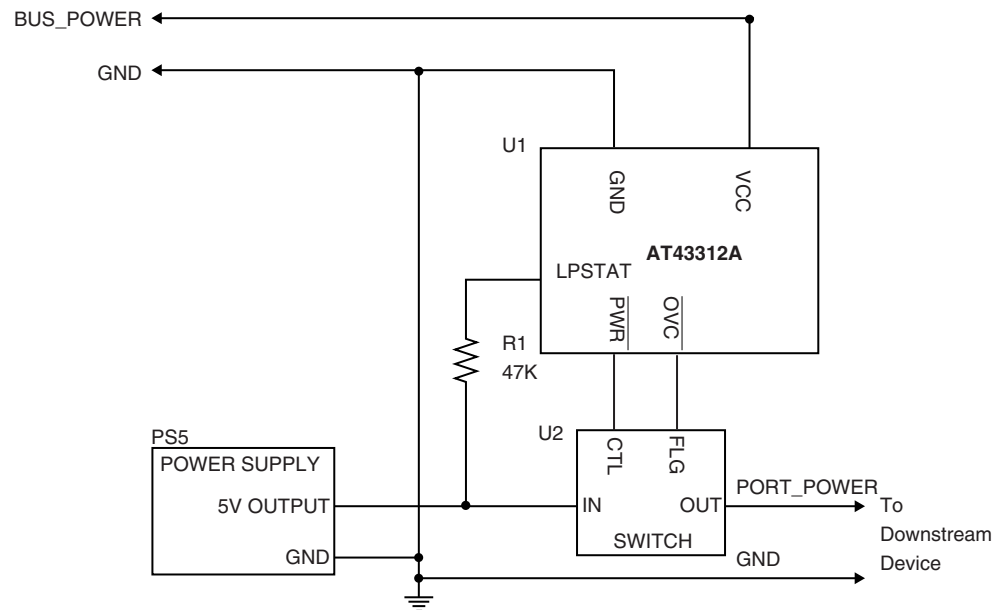 BUS_POWER
GND
U1
GND
VCC
AT43312A
LPSTAT
PWR
OVC
R1
47K
U2
PS5
POWER SUPPLY
CTL
FLG
5V OUTPUT
IN
OUT
PORT_POWER
To
Downstream
Device
SWITCH
GND
GND